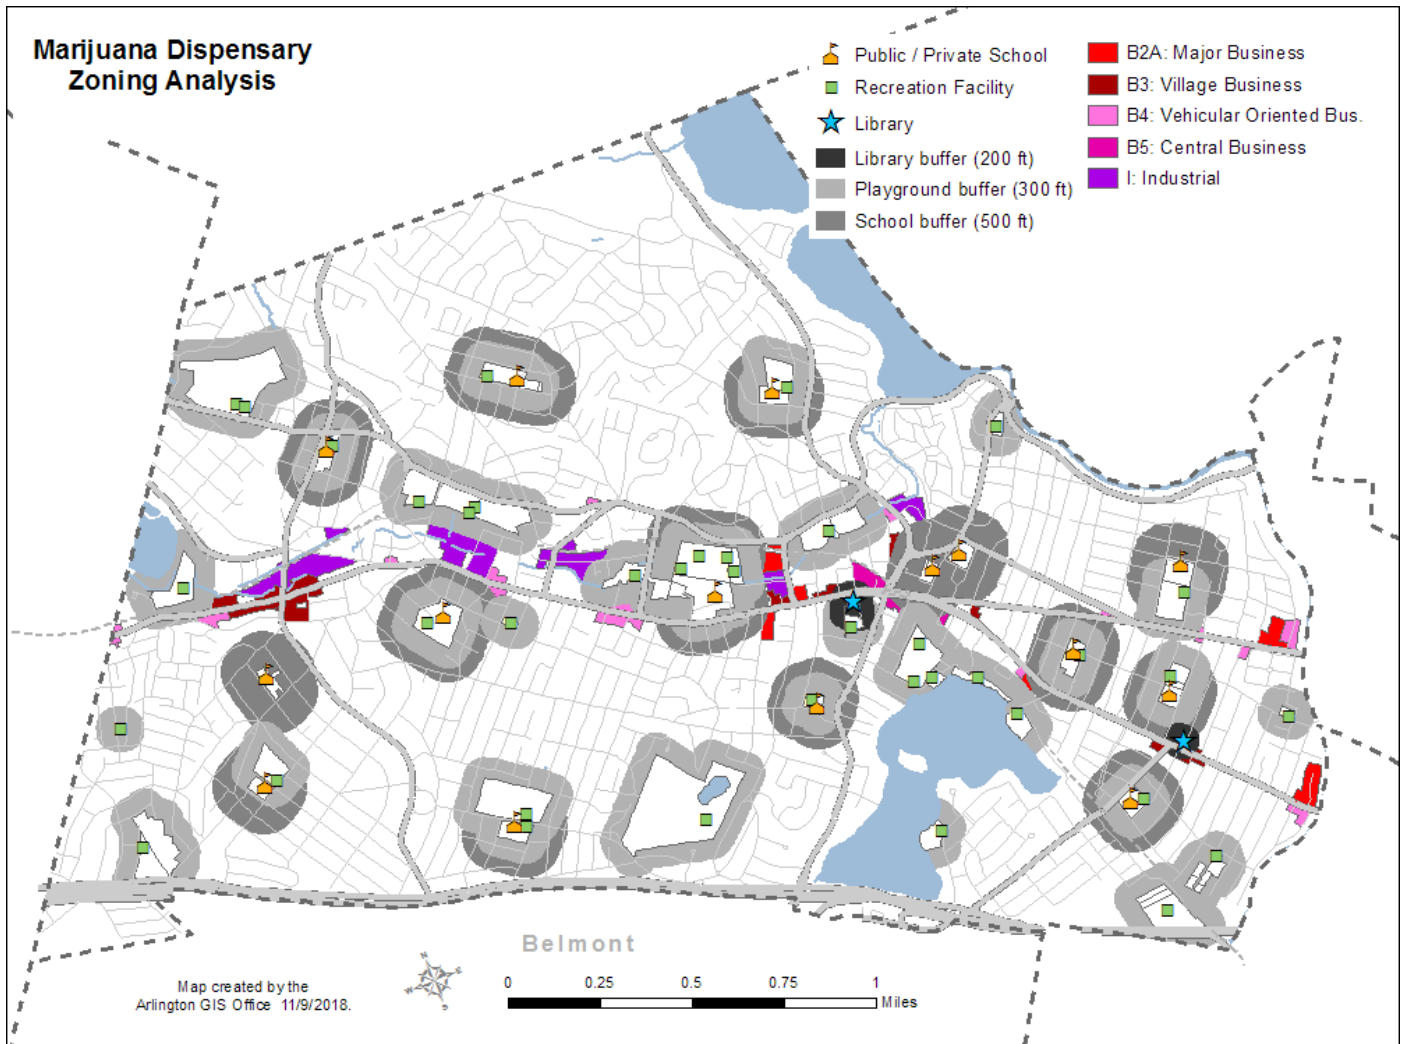 Marijuana Dispensary
Zoning Analysis
Public / Private School
Recreation Facility
Library
Library buffer (200 ft)
Playground buffer (300 ft)
School buffer (500 ft)
B2A: Major Business
B3: Village Business
B4: Vehicular Oriented Bus.
B5: Central Business
I: Industrial
Belmont
Map created by the
Arlington GIS Office 11/9/2018.
N
E
S
W
0 0.25 0.5 0.75 1
Miles